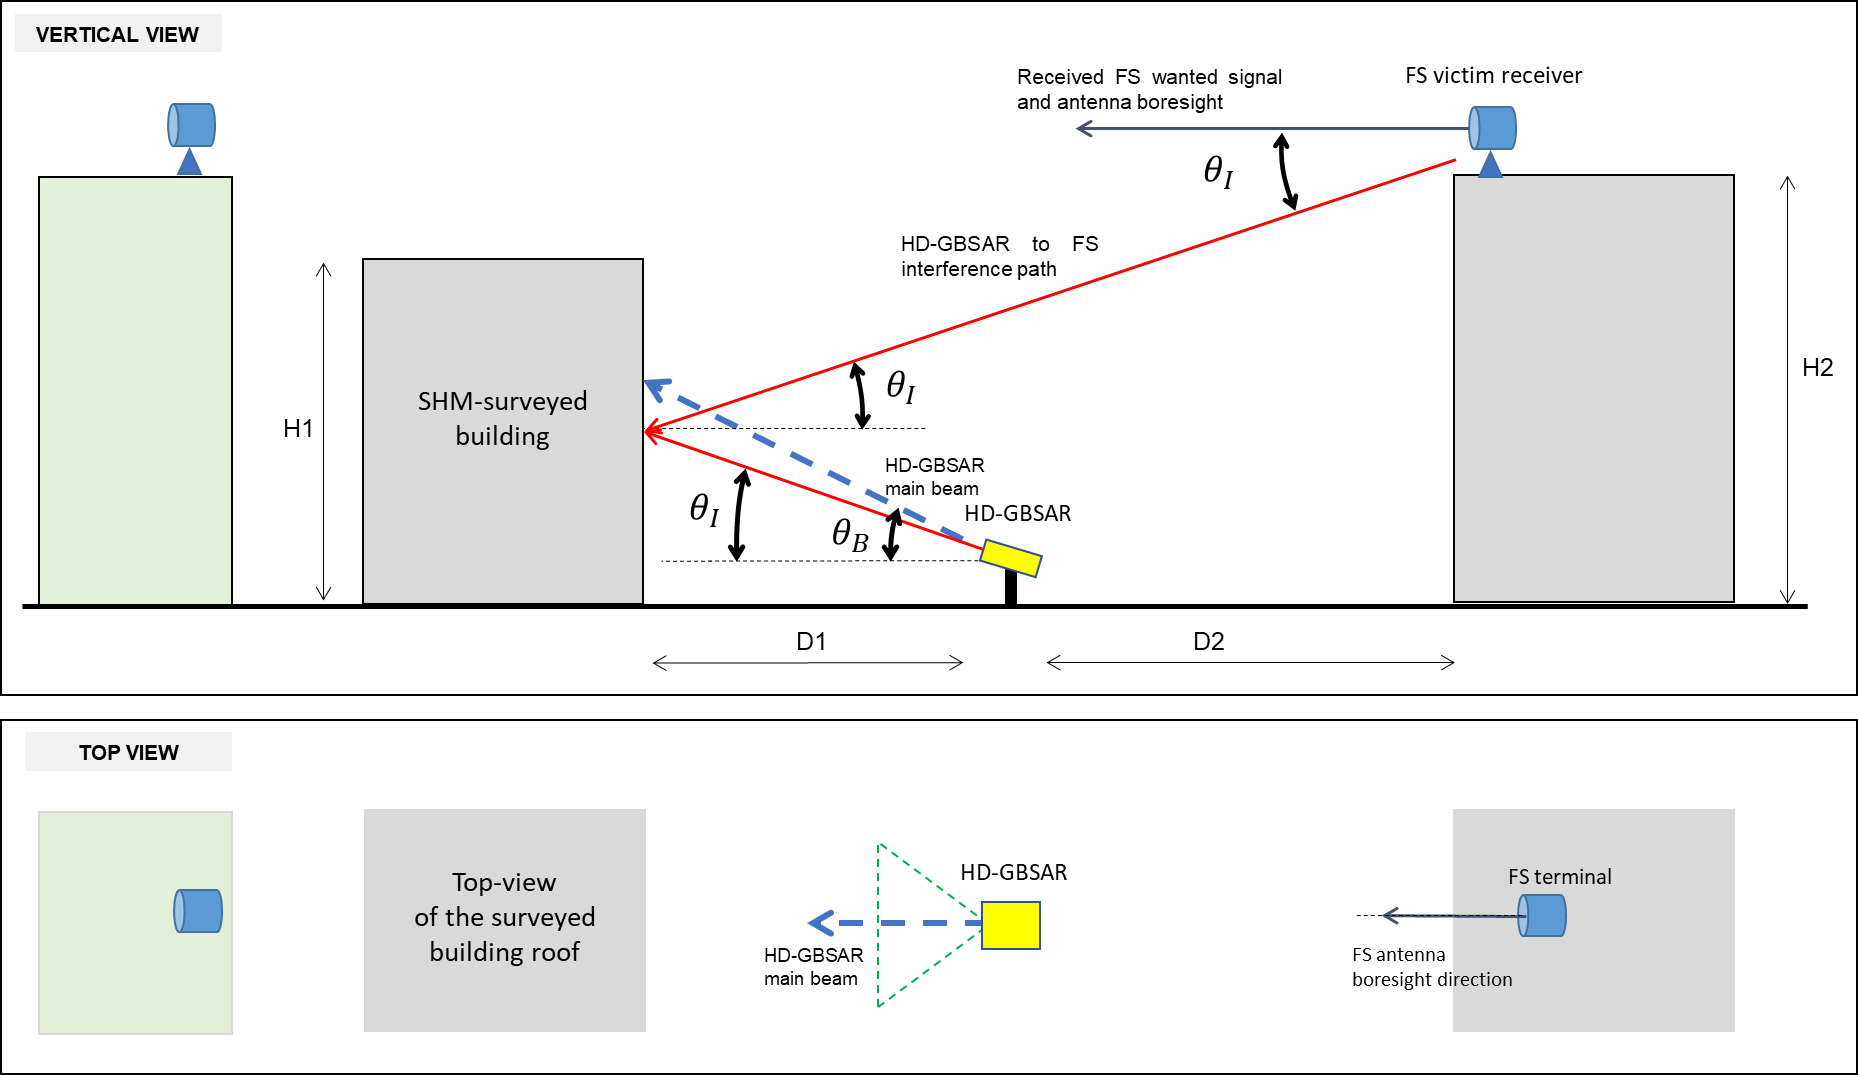 VERTICAL VIEW
Received FS wanted signal
and antenna boresight
FS victim receiver
θI
HD-GBSAR to FS
interference path
H2
θI
SHM-surveyed
building
H1
HD-GBSAR
main beam
HD-GBSAR
θI
θB
D1
D2
TOP VIEW
Top-view
of the surveyed
building roof
HD-GBSAR
HD-GBSAR
main beam
FS terminal
FS antenna
boresight direction